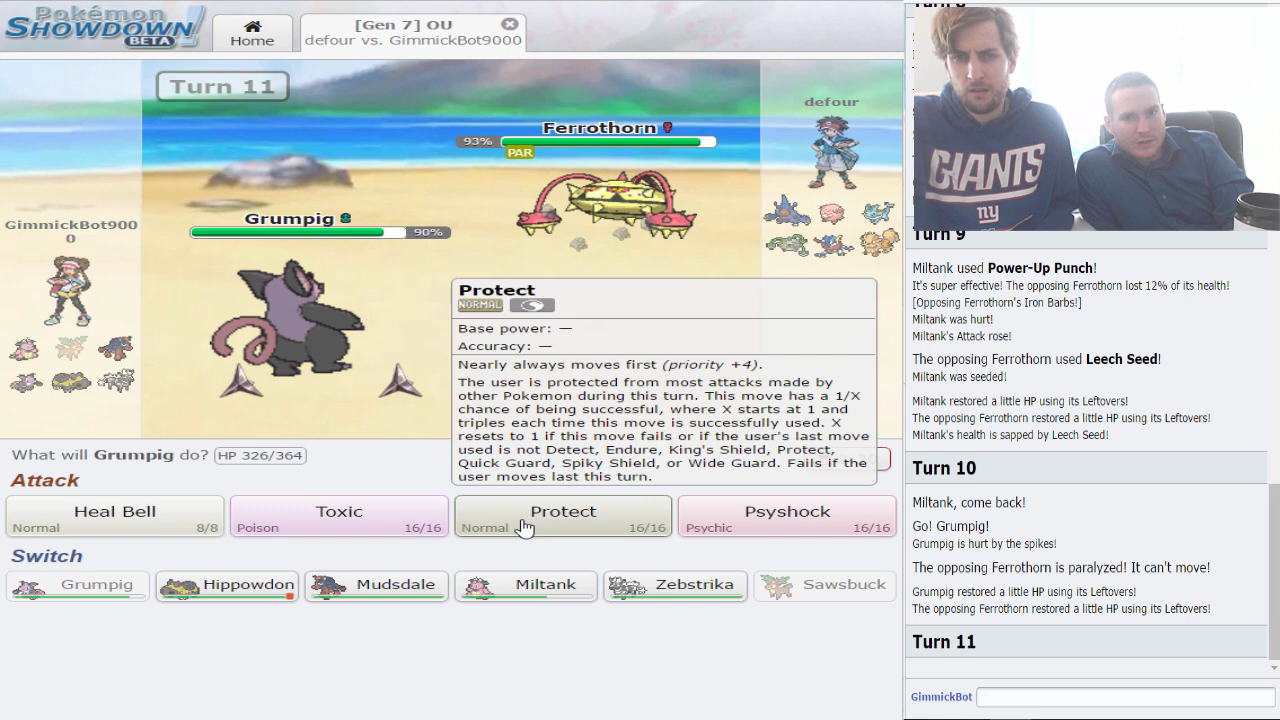 Pokémon
SHOWDOWN!
BETA
Home
[Gen 7] OU
defour vs. GimmickBot9000
Turn 11
Ferrothorn
93%
PAR
defour
Grumpig
90%
GimmickBot900
0
Protect
NORMAL
Base power: —
Accuracy: —
Nearly always moves first (priority +4).
The user is protected from most attacks made by
other Pokemon during this turn. This move has a 1/X
chance of being successful, where X starts at 1 and
triples each time this move is successfully used. X
resets to 1 if this move fails or if the user's last move
used is not Detect, Endure, King's Shield, Protect,
Quick Guard, Spiky Shield, or Wide Guard. Fails if the
user moves last this turn.
What will Grumpig do? HP 326/364
Attack
Heal Bell
Normal 8/8
Toxic
Poison 16/16
Protect
Normal 16/16
Psyshock
Psychic 16/16
Switch
Grumpig
Hippowdon
Mudsdale
Miltank
Zebstrika
Sawsbuck
GIANTS
ny
Turn 9
Miltank used Power-Up Punch!
It's super effective! The opposing Ferrothorn lost 12% of its health!
[Opposing Ferrothorn's Iron Barbs!]
Miltank was hurt!
Miltank's Attack rose!
The opposing Ferrothorn used Leech Seed!
Miltank was seeded!
Miltank restored a little HP using its Leftovers!
The opposing Ferrothorn restored a little HP using its Leftovers!
Miltank's health is sapped by Leech Seed!
Turn 10
Miltank, come back!
Go! Grumpig!
Grumpig is hurt by the spikes!
The opposing Ferrothorn is paralyzed! It can't move!
Grumpig restored a little HP using its Leftovers!
The opposing Ferrothorn restored a little HP using its Leftovers!
Turn 11
GimmickBot